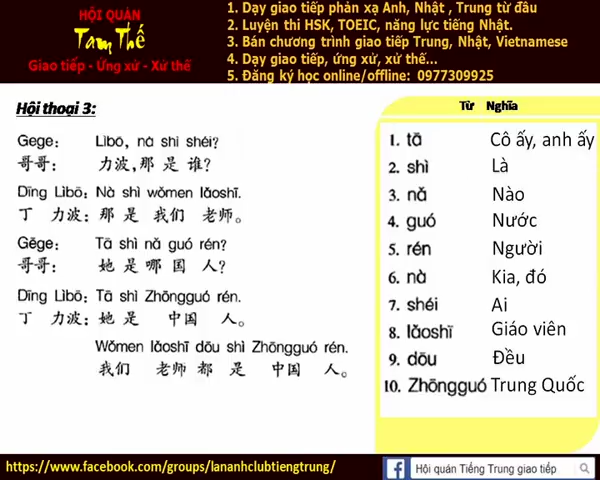 HỘI QUÁN
Tam Thế
Giao tiếp - Ứng xử - Xử thế
1. Dạy giao tiếp phản xạ Anh, Nhật , Trung từ đầu
2. Luyện thi HSK, TOEIC, năng lực tiếng Nhật.
3. Bán chương trình giao tiếp Trung, Nhật, Vietnamese
4. Dạy giao tiếp, ứng xử, xử thế...
5. Đăng ký học online/offline: 0977309925
Hội thoại 3:
Gege: Lìbō, nà shì shéi?
哥哥: 力波,那 是 谁?
Dīng Lìbō: Nà shì wǒmen lǎoshī.
丁 力波: 那 是 我们 老师。
Gēge: Tā shì nǎ guó rén?
哥哥: 她 是 哪 国 人?
Dīng Lìbō: Tā shì Zhōngguó rén.
丁 力波: 她 是 中国 人。
Wǒmen lǎoshī dōu shì Zhōngguó rén.
我们 老师 都 是 中国 人。
Từ Nghĩa
1. tā Cô ấy, anh ấy
2. shì Là
3. nǎ Nào
4. guó Nước
5. rén Người
6. nà Kia, đó
7. shéi Ai
8. lǎoshī Giáo viên
9. dōu Đều
10. Zhōngguó Trung Quốc
https://www.facebook.com/groups/lananhclubtiengtrung/
f Hội quán Tiếng Trung giao tiếp